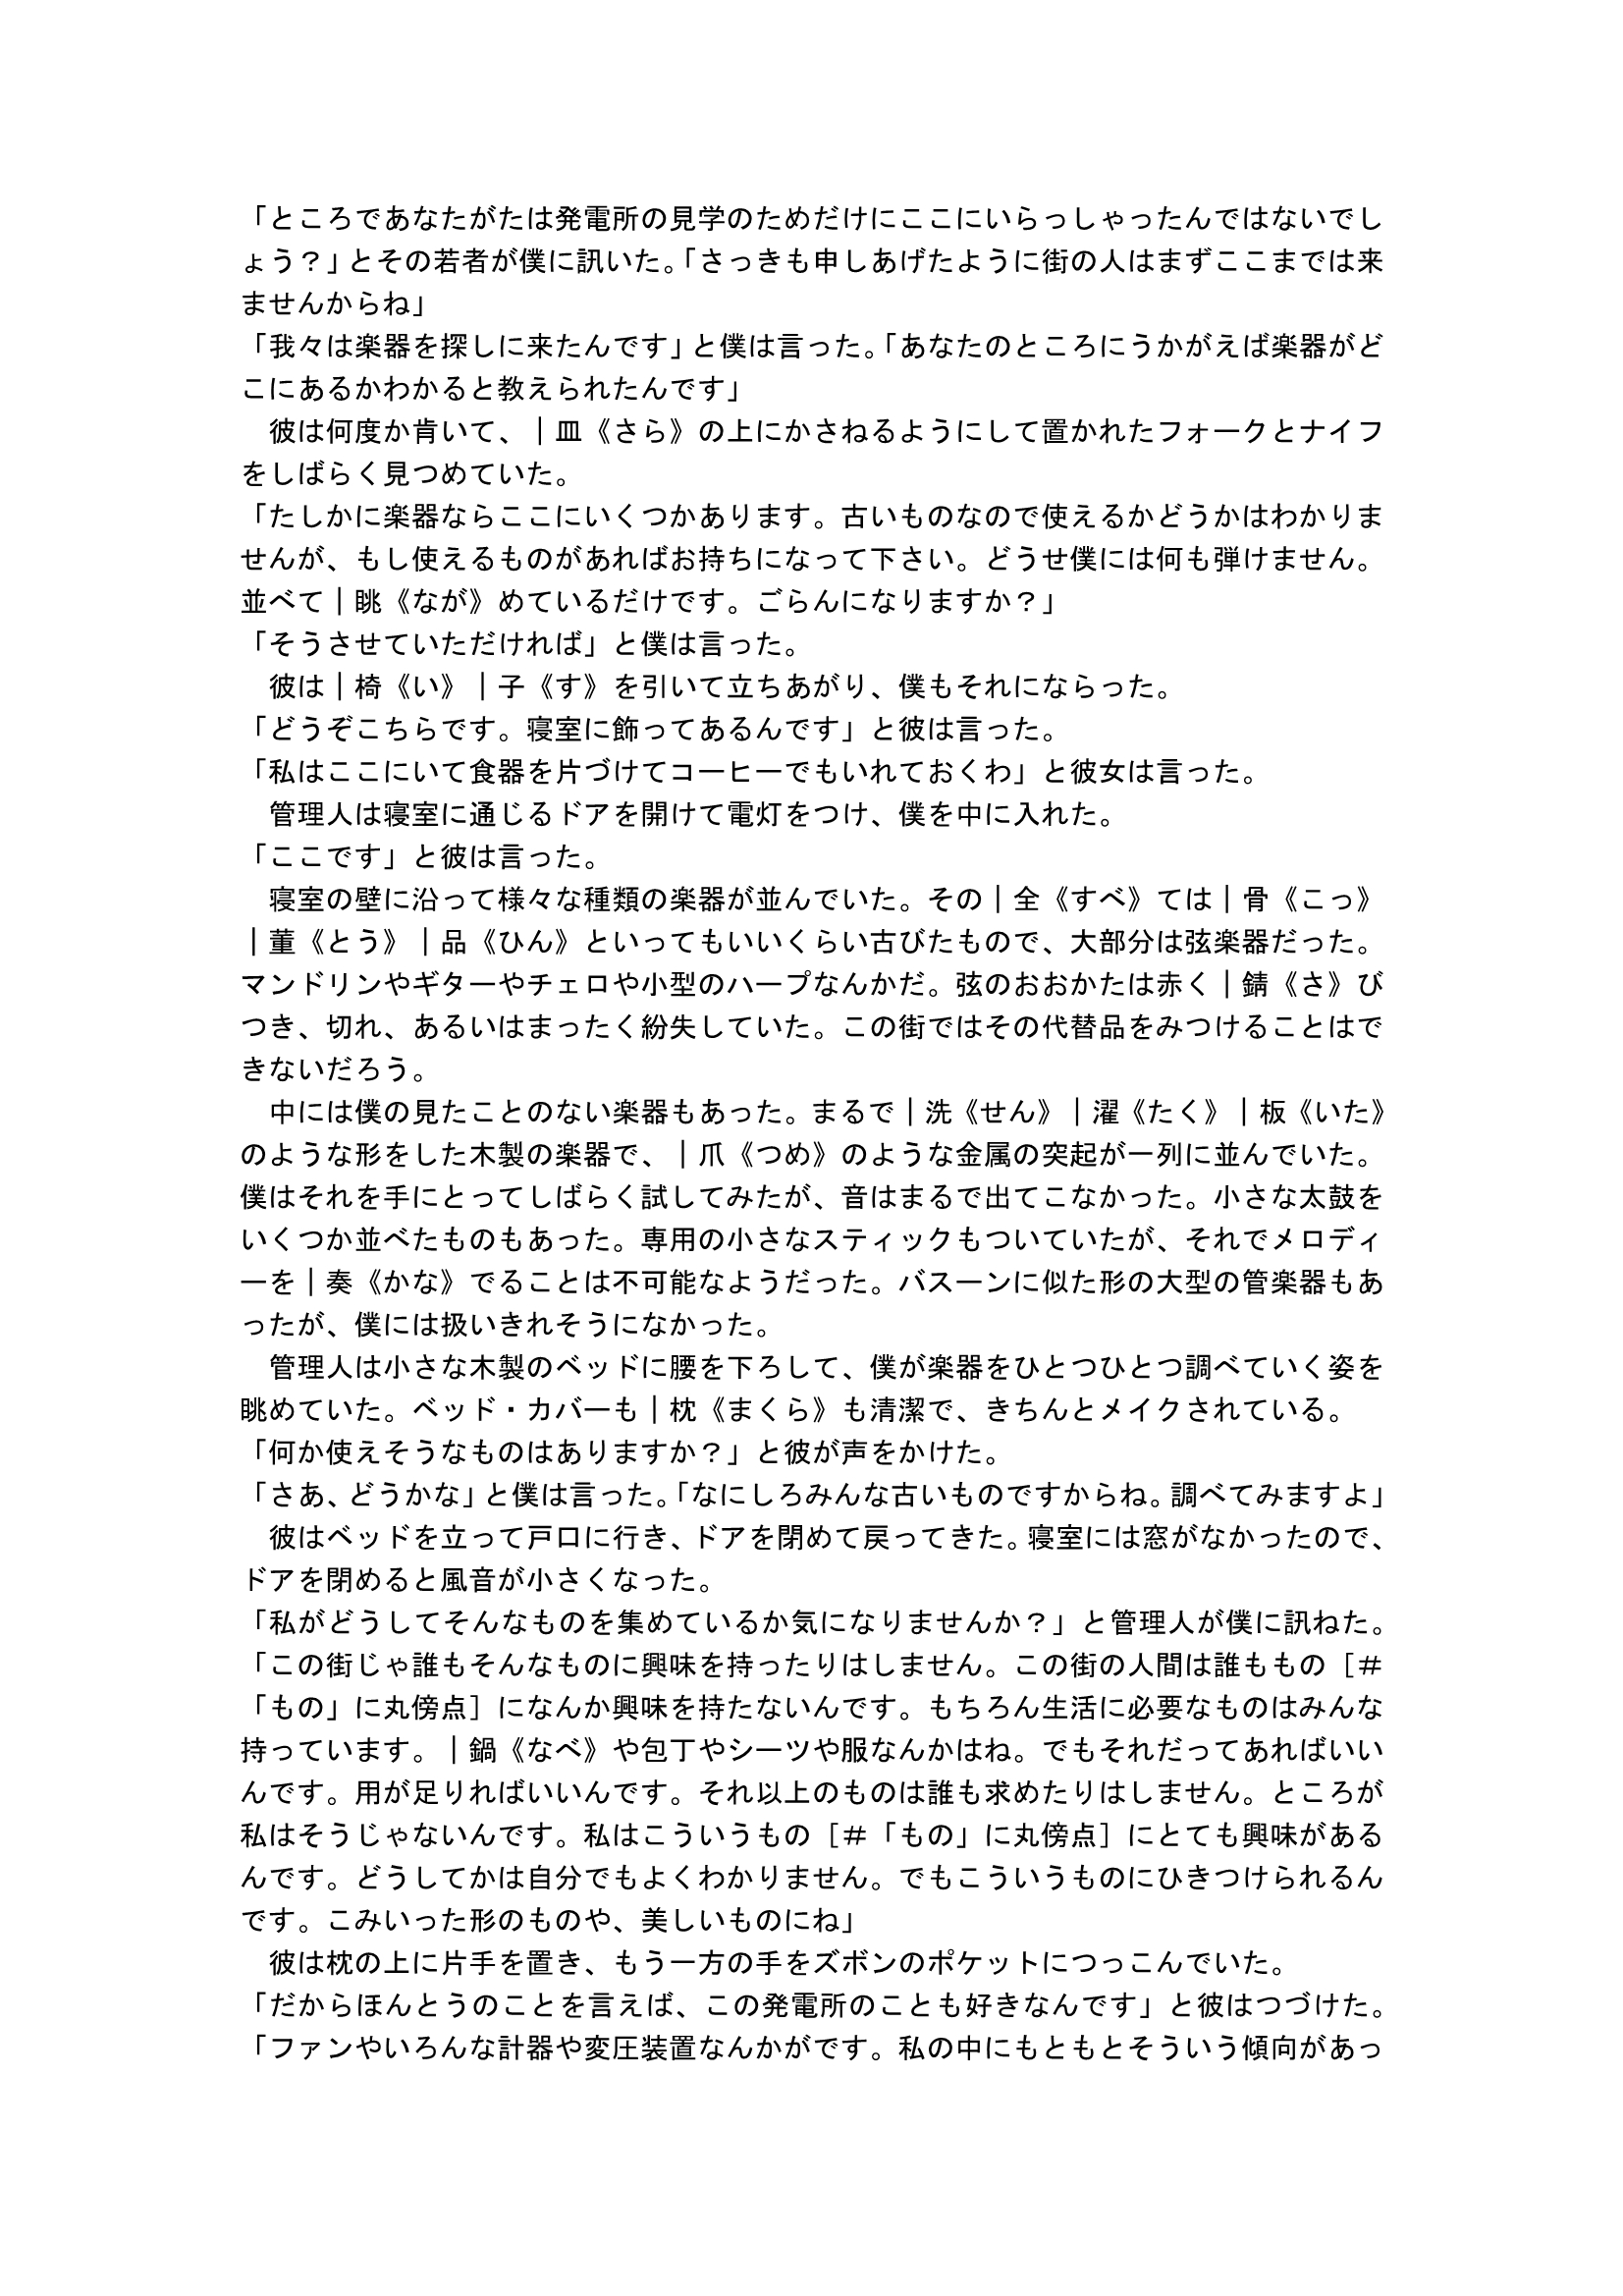 「ところであなたがたは発電所の見学のためだけにここにいらっしゃったんではないでし
ょう？」とその若者が僕に訊いた。「さっきも申しあげたように街の人はまずここまでは来
ませんからね」
「我々は楽器を探しに来たんです」と僕は言った。「あなたのところにうかがえば楽器がど
こにあるかわかると教えられたんです」
　彼は何度か肯いて、｜皿《さら》の上にかさねるようにして置かれたフォークとナイフ
をしばらく見つめていた。
「たしかに楽器ならここにいくつかあります。古いものなので使えるかどうかはわかりま
せんが、もし使えるものがあればお持ちになって下さい。どうせ僕には何も弾けません。
並べて｜眺《なが》めているだけです。ごらんになりますか？」
「そうさせていただければ」と僕は言った。
　彼は｜椅《い》｜子《す》を引いて立ちあがり、僕もそれにならった。
「どうぞこちらです。寝室に飾ってあるんです」と彼は言った。
「私はここにいて食器を片づけてコーヒーでもいれておくわ」と彼女は言った。
　管理人は寝室に通じるドアを開けて電灯をつけ、僕を中に入れた。
「ここです」と彼は言った。
　寝室の壁に沿って様々な種類の楽器が並んでいた。その｜全《すべ》ては｜骨《こっ》
｜董《とう》｜品《ひん》といってもいいくらい古びたもので、大部分は弦楽器だった。
マンドリンやギターやチェロや小型のハープなんかだ。弦のおおかたは赤く｜錆《さ》び
つき、切れ、あるいはまったく紛失していた。この街ではその代替品をみつけることはで
きないだろう。
　中には僕の見たことのない楽器もあった。まるで｜洗《せん》｜濯《たく》｜板《いた》
のような形をした木製の楽器で、｜爪《つめ》のような金属の突起が一列に並んでいた。
僕はそれを手にとってしばらく試してみたが、音はまるで出てこなかった。小さな太鼓を
いくつか並べたものもあった。専用の小さなスティックもついていたが、それでメロディ
ーを｜奏《かな》でることは不可能なようだった。バスーンに似た形の大型の管楽器もあ
ったが、僕には扱いきれそうになかった。
　管理人は小さな木製のベッドに腰を下ろして、僕が楽器をひとつひとつ調べていく姿を
眺めていた。ベッド・カバーも｜枕《まくら》も清潔で、きちんとメイクされている。
「何か使えそうなものはありますか？」と彼が声をかけた。
「さあ、どうかな」と僕は言った。「なにしろみんな古いものですからね。調べてみますよ」
　彼はベッドを立って戸口に行き、ドアを閉めて戻ってきた。寝室には窓がなかったので、
ドアを閉めると風音が小さくなった。
「私がどうしてそんなものを集めているか気になりませんか？」と管理人が僕に訊ねた。
「この街じゃ誰もそんなものに興味を持ったりはしません。この街の人間は誰ももの［＃
「もの」に丸傍点］になんか興味を持たないんです。もちろん生活に必要なものはみんな
持っています。｜鍋《なべ》や包丁やシーツや服なんかはね。でもそれだってあればいい
んです。用が足りればいいんです。それ以上のものは誰も求めたりはしません。ところが
私はそうじゃないんです。私はこういうもの［＃「もの」に丸傍点］にとても興味がある
んです。どうしてかは自分でもよくわかりません。でもこういうものにひきつけられるん
です。こみいった形のものや、美しいものにね」
　彼は枕の上に片手を置き、もう一方の手をズボンのポケットにつっこんでいた。
「だからほんとうのことを言えば、この発電所のことも好きなんです」と彼はつづけた。
「ファンやいろんな計器や変圧装置なんかがです。私の中にもともとそういう傾向があっ